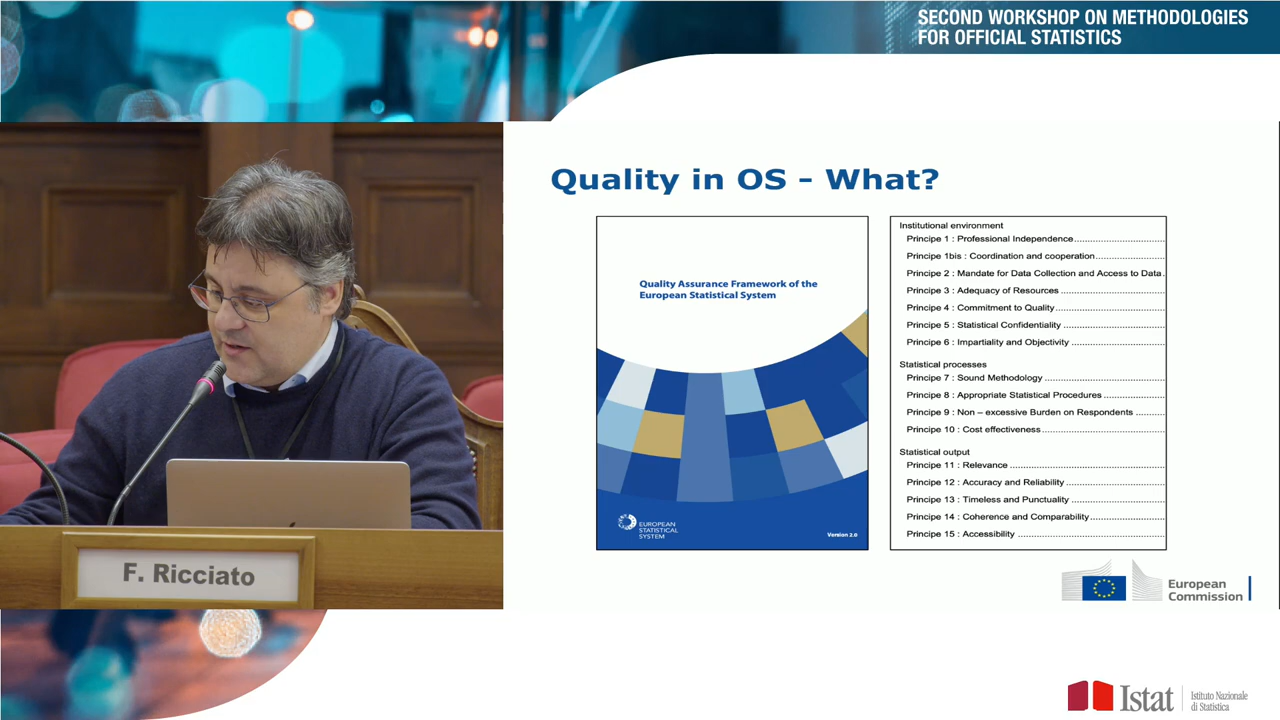 SECOND WORKSHOP ON METHODOLOGIES
FOR OFFICIAL STATISTICS
F. Ricciato
Quality in OS - What?
Quality Assurance Framework of the
European Statistical System
EUROPEAN
STATISTICAL
SYSTEM
Version 2.0
Institutional environment
Principe 1 : Professional Independence
Principe 1bis : Coordination and cooperation
Principe 2 : Mandate for Data Collection and Access to Data
Principe 3 : Adequacy of Resources
Principe 4 : Commitment to Quality
Principe 5 : Statistical Confidentiality
Principe 6 : Impartiality and Objectivity
Statistical processes
Principe 7 : Sound Methodology
Principe 8 : Appropriate Statistical Procedures
Principe 9 : Non – excessive Burden on Respondents
Principe 10 : Cost effectiveness
Statistical output
Principe 11 : Relevance
Principe 12 : Accuracy and Reliability
Principe 13 : Timeless and Punctuality
Principe 14 : Coherence and Comparability
Principe 15 : Accessibility
European
Commission
Istat
Istituto Nazionale
di Statistica